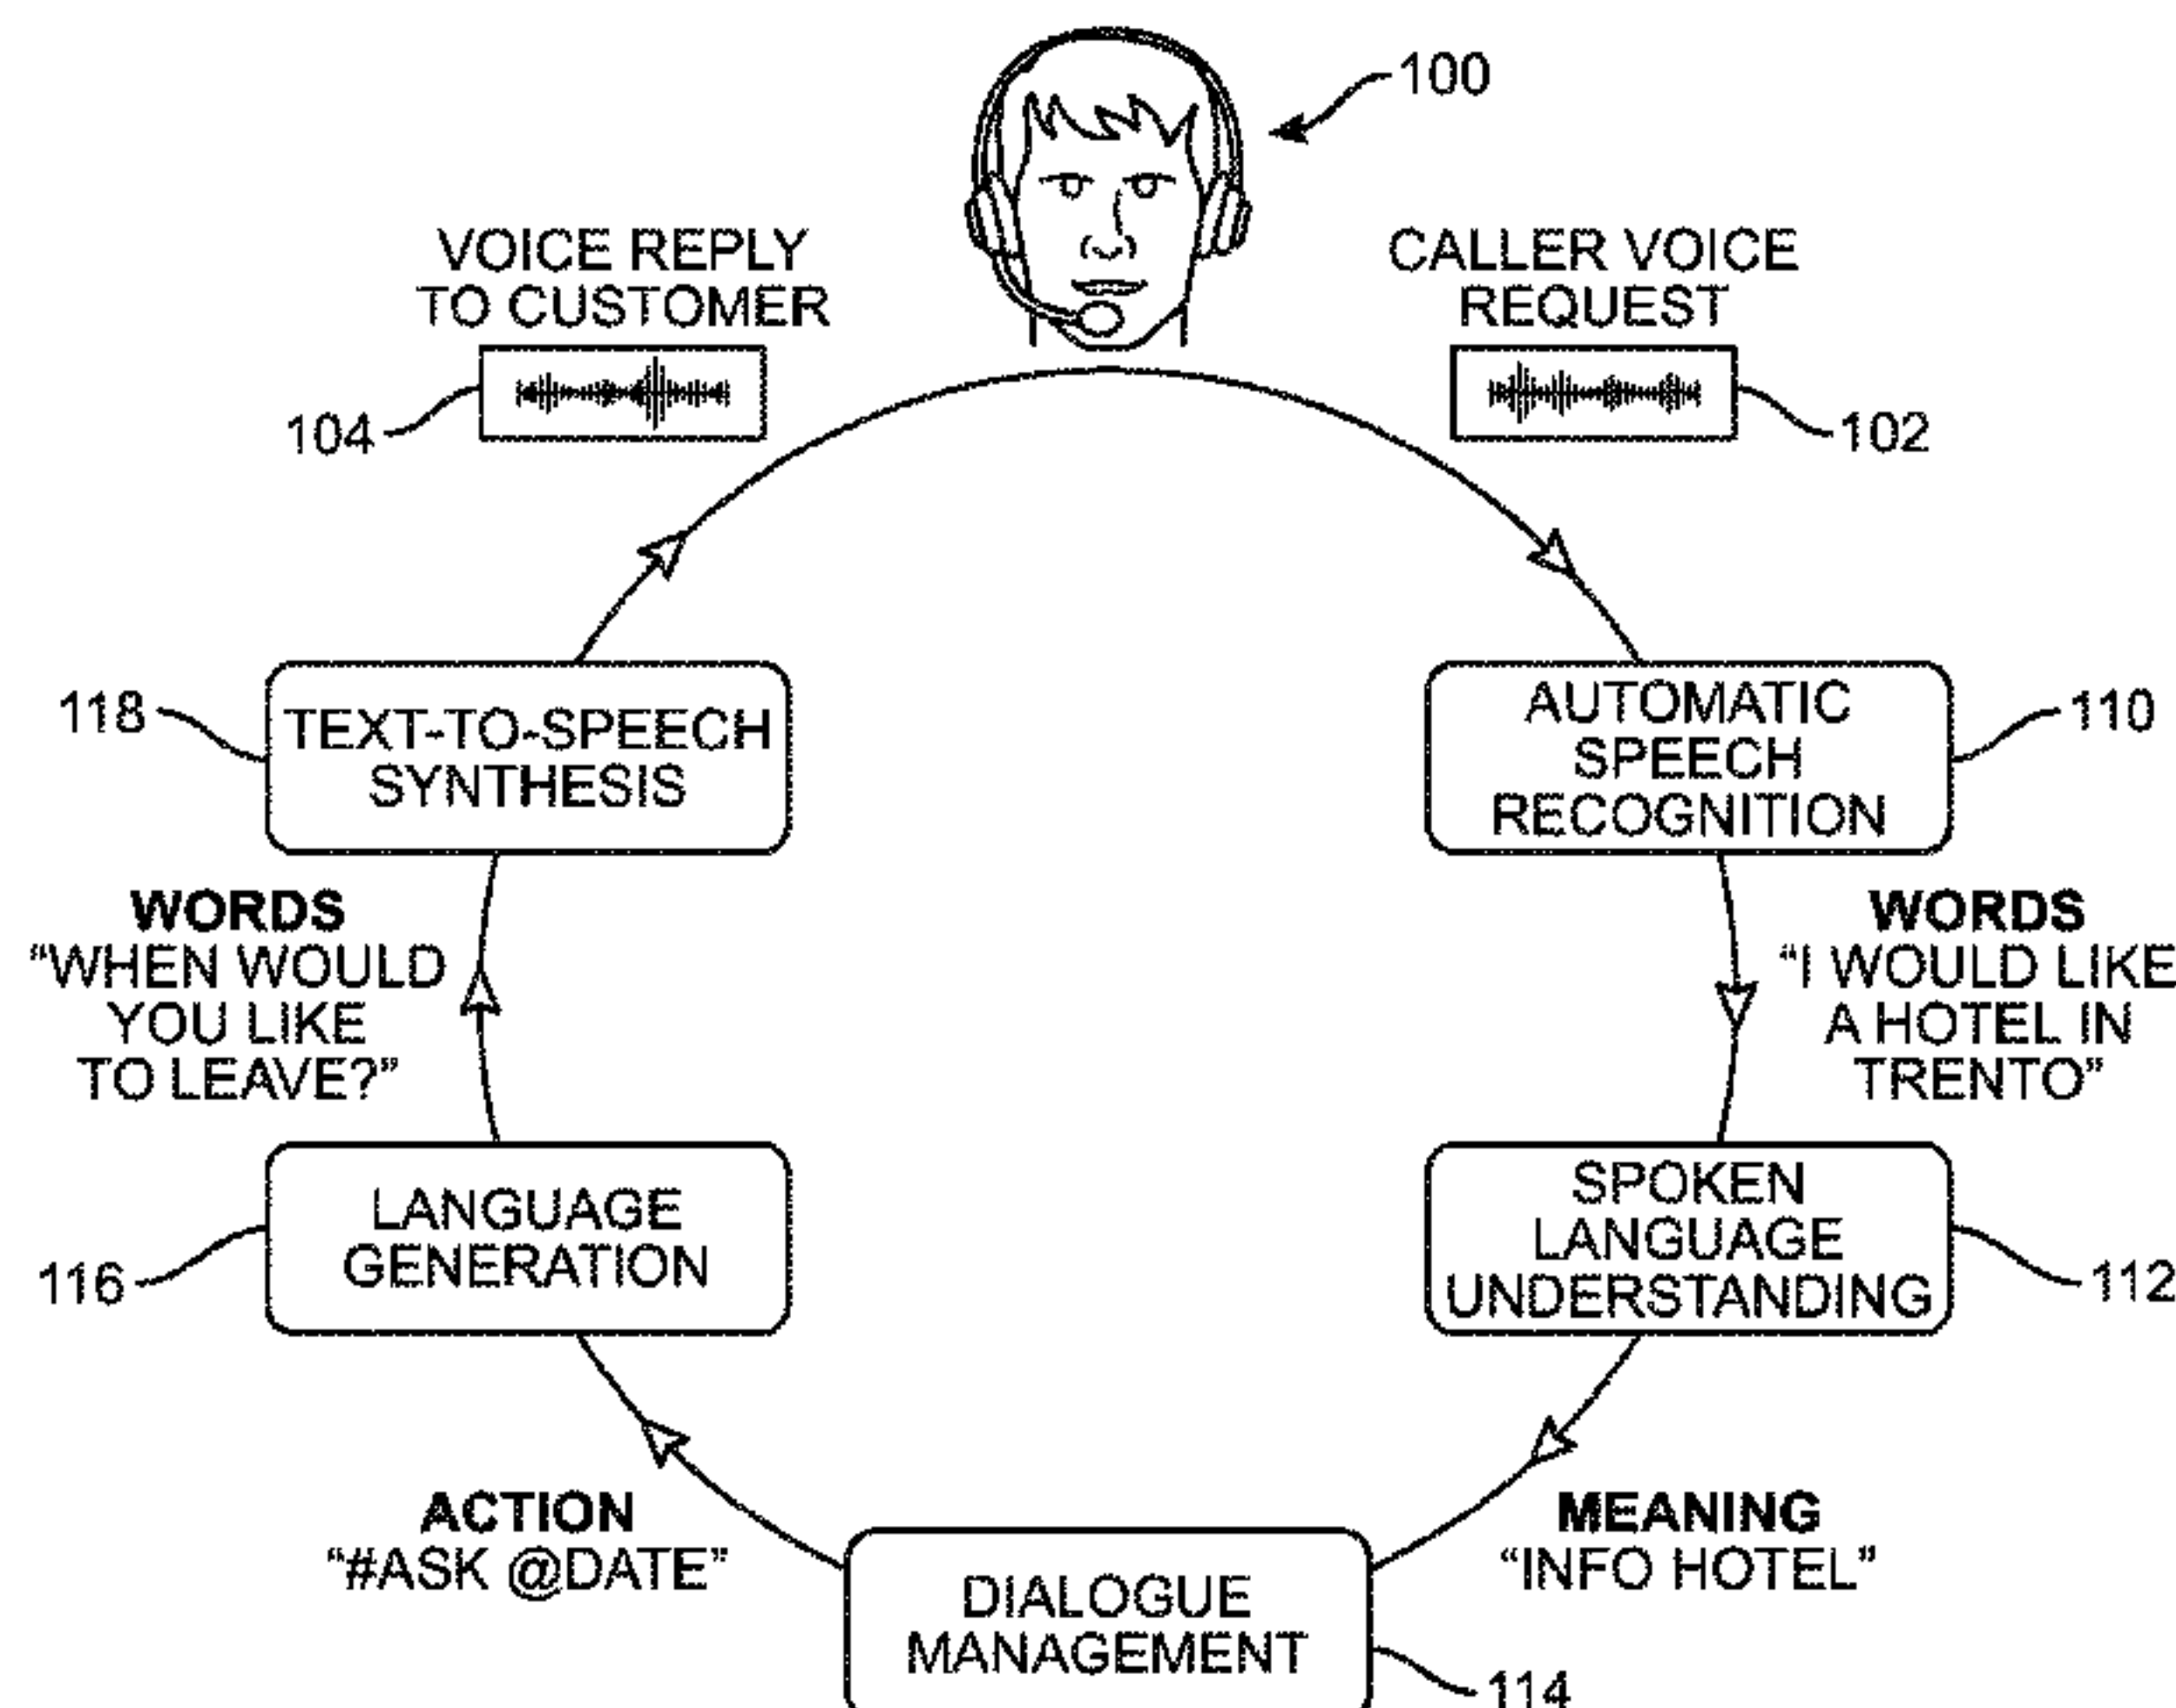 100
VOICE REPLY
TO CUSTOMER
CALLER VOICE
REQUEST
104
102
118
TEXT-TO-SPEECH
SYNTHESIS
AUTOMATIC
SPEECH
RECOGNITION
110
WORDS
“WHEN WOULD
YOU LIKE
TO LEAVE?”
WORDS
“I WOULD LIKE
A HOTEL IN
TRENTO”
116
LANGUAGE
GENERATION
SPOKEN
LANGUAGE
UNDERSTANDING
112
ACTION
“#ASK @DATE”
MEANING
“INFO HOTEL”
DIALOGUE
MANAGEMENT
114